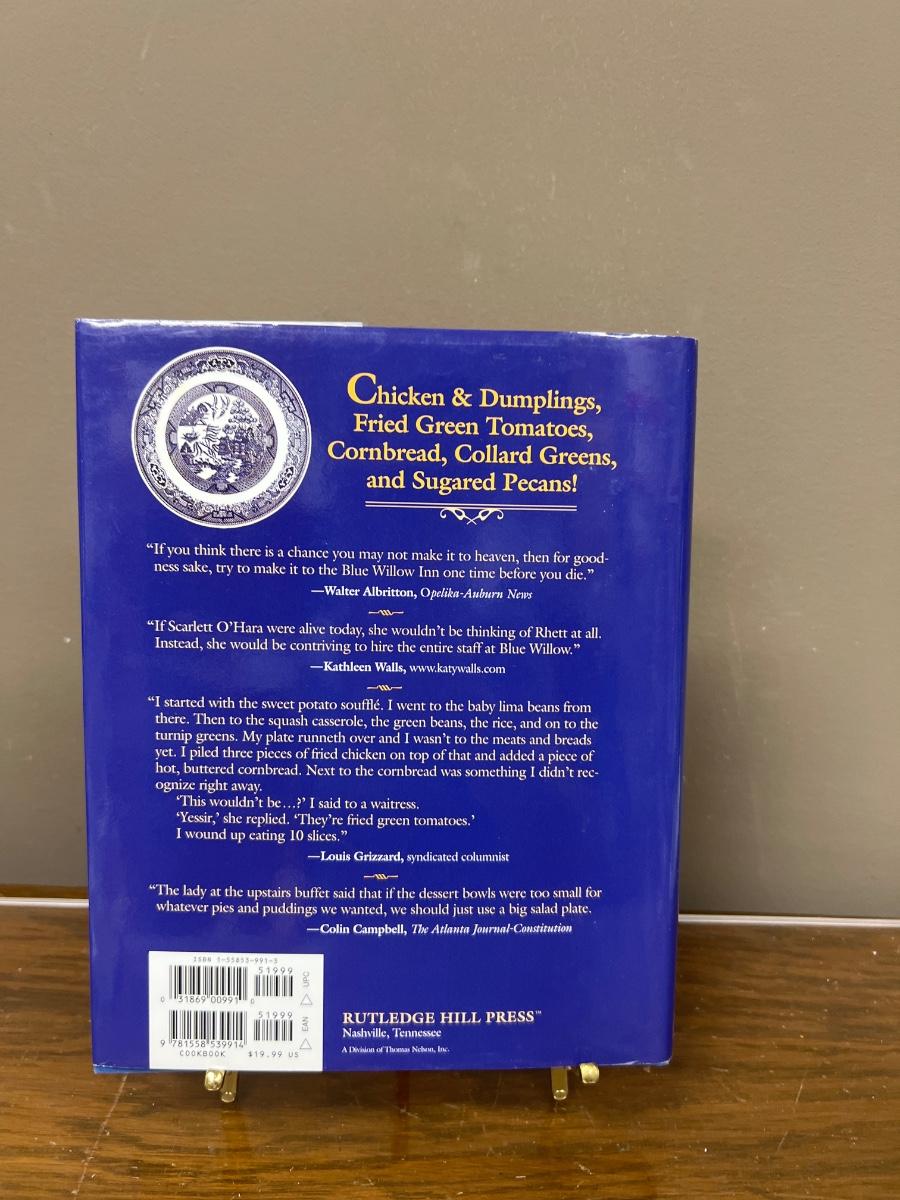 Chicken & Dumplings,
Fried Green Tomatoes,
Cornbread, Collard Greens,
and Sugared Pecans!
“If you think there is a chance you may not make it to heaven, then for good-
ness sake, try to make it to the Blue Willow Inn one time before you die.”
—Walter Albritton, Opelika-Auburn News
“If Scarlett O’Hara were alive today, she wouldn’t be thinking of Rhett at all.
Instead, she would be contriving to hire the entire staff at Blue Willow.”
—Kathleen Walls, www.katywalls.com
“I started with the sweet potato soufflé. I went to the baby lima beans from
there. Then to the squash casserole, the green beans, the rice, and on to the
turnip greens. My plate runneth over and I wasn’t to the meats and breads
yet. I piled three pieces of fried chicken on top of that and added a piece of
hot, buttered cornbread. Next to the cornbread was something I didn’t rec-
ognize right away.
‘This wouldn’t be…?’ I said to a waitress.
‘Yessir,’ she replied. ‘They’re fried green tomatoes.’
I wound up eating 10 slices.”
—Louis Grizzard, syndicated columnist
“The lady at the upstairs buffet said that if the dessert bowls were too small for
whatever pies and puddings we wanted, we should just use a big salad plate.
—Colin Campbell, The Atlanta Journal-Constitution
ISBN 1-55853-991-3
51999
0 31869 00991 0
UPC
51999
9 781558 539914
EAN
COOKBOOK $19.99 US
RUTLEDGE HILL PRESS™
Nashville, Tennessee
A Division of Thomas Nelson, Inc.